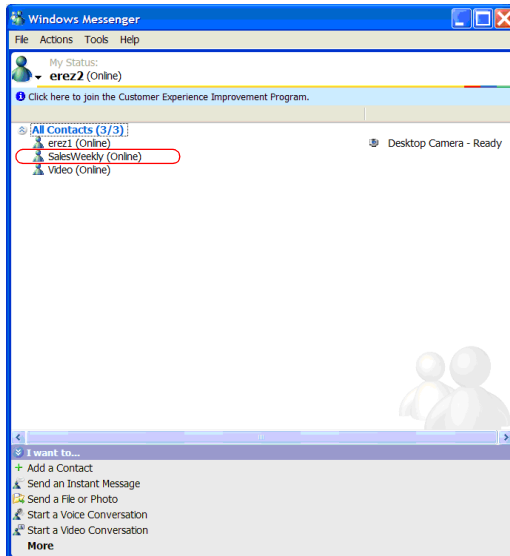 Windows Messenger
File Actions Tools Help
My Status:
erez2 (Online)
Click here to join the Customer Experience Improvement Program.
All Contacts (3/3)
erez1 (Online) Desktop Camera - Ready
SalesWeekly (Online)
Video (Online)
I want to...
Add a Contact
Send an Instant Message
Send a File or Photo
Start a Voice Conversation
Start a Video Conversation
More